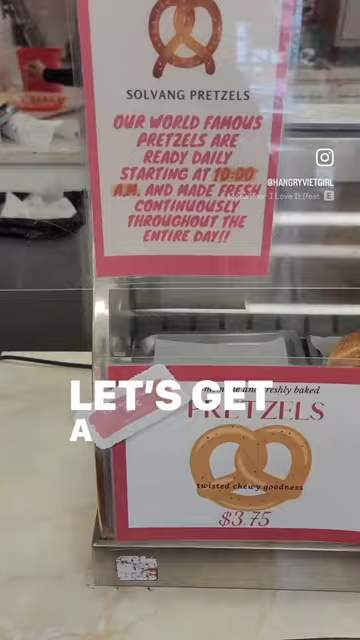 SOLVANG PRETZELS
OUR WORLD FAMOUS
PRETZELS ARE
READY DAILY
STARTING AT 10:00
A.M. AND MADE FRESH
CONTINUOUSLY
THROUGHOUT THE
ENTIRE DAY!!
@HANGRYVIETGIRL
I Love It (feat E
LET'S GET
A
and freshly baked
PRETZELS
twisted chewy goodness
$3.75